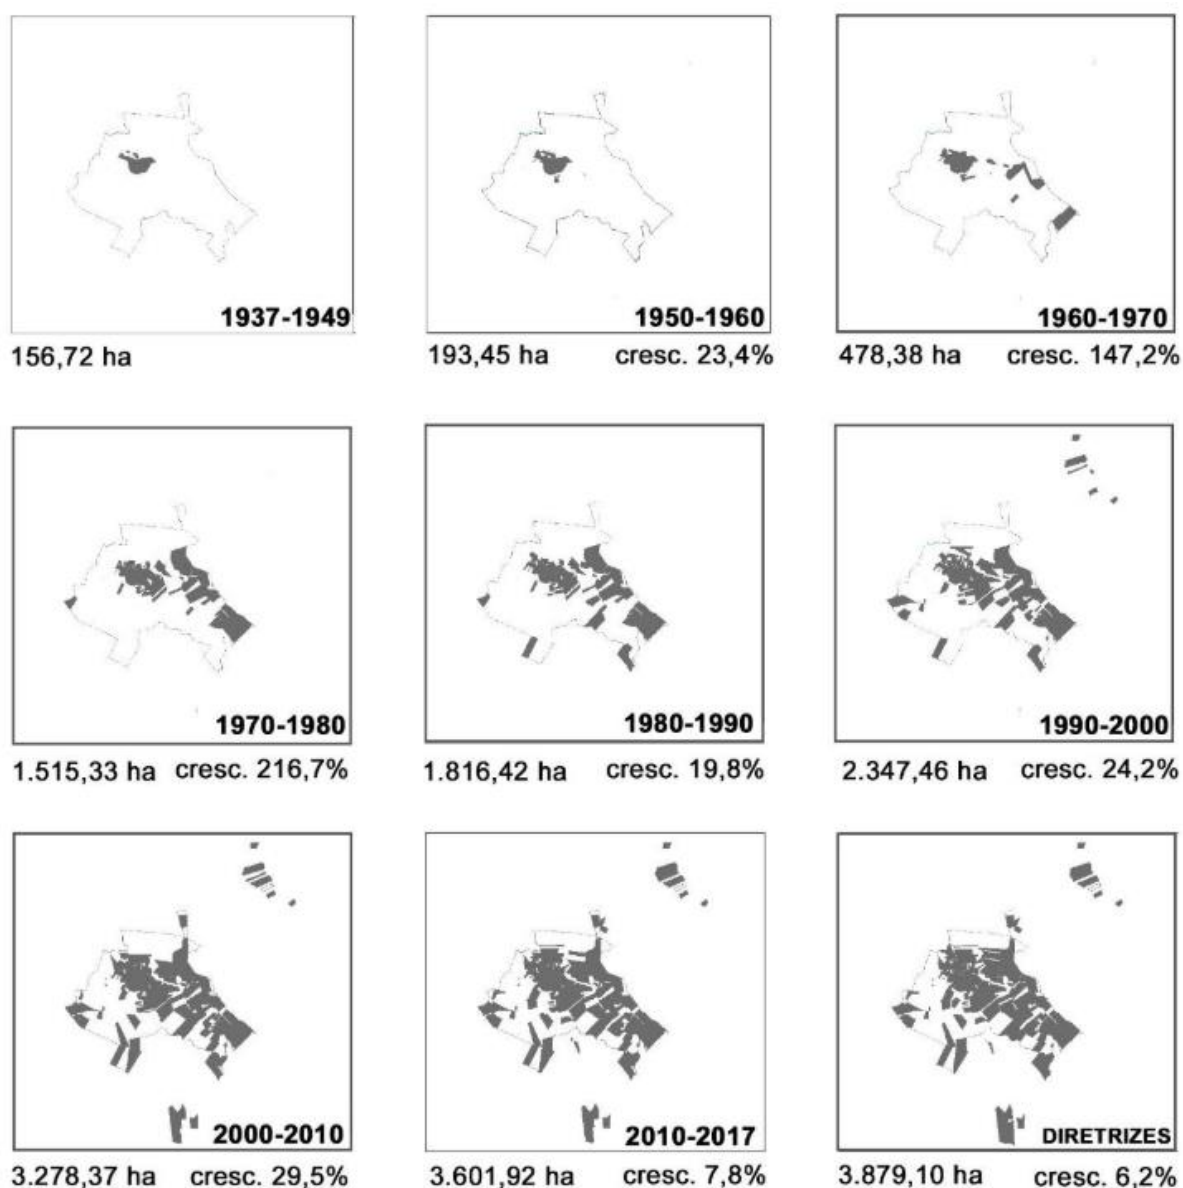 1937-1949
1950-1960
1960-1970
156,72 ha
193,45 ha cresc. 23,4%
478,38 ha cresc. 147,2%
1970-1980
1980-1990
1990-2000
1.515,33 ha cresc. 216,7%
1.816,42 ha cresc. 19,8%
2.347,46 ha cresc. 24,2%
2000-2010
2010-2017
DIRETRIZES
3.278,37 ha cresc. 29,5%
3.601,92 ha cresc. 7,8%
3.879,10 ha cresc. 6,2%